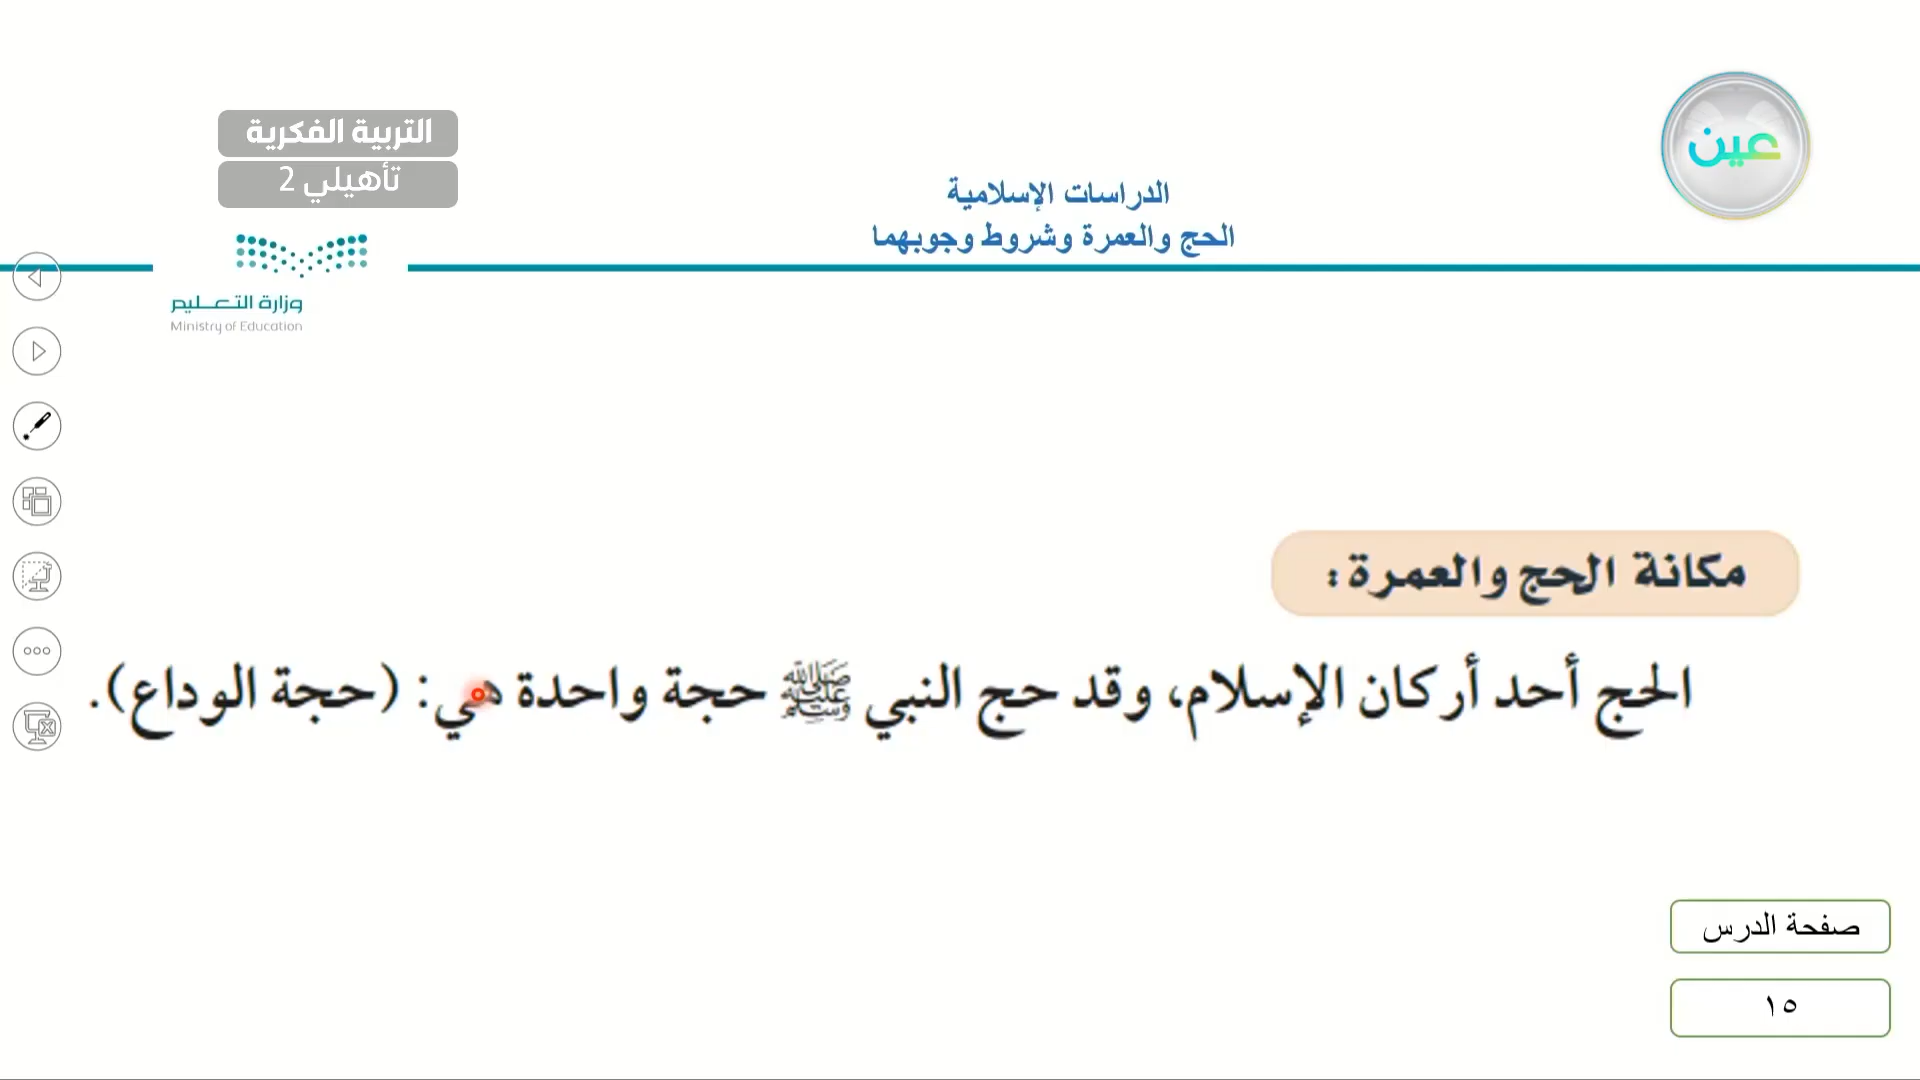 عين
التربية الفكرية
تأهيلي 2
الدراسات الإسلامية
الحج والعمرة وشروط وجوبهما
وزارة التعليم
Ministry of Education
مكانة الحج والعمرة :
الحج أحد أركان الإسلام، وقد حج النبي ﷺ حجة واحدة هي: (حجة الوداع).
صفحة الدرس
١٥